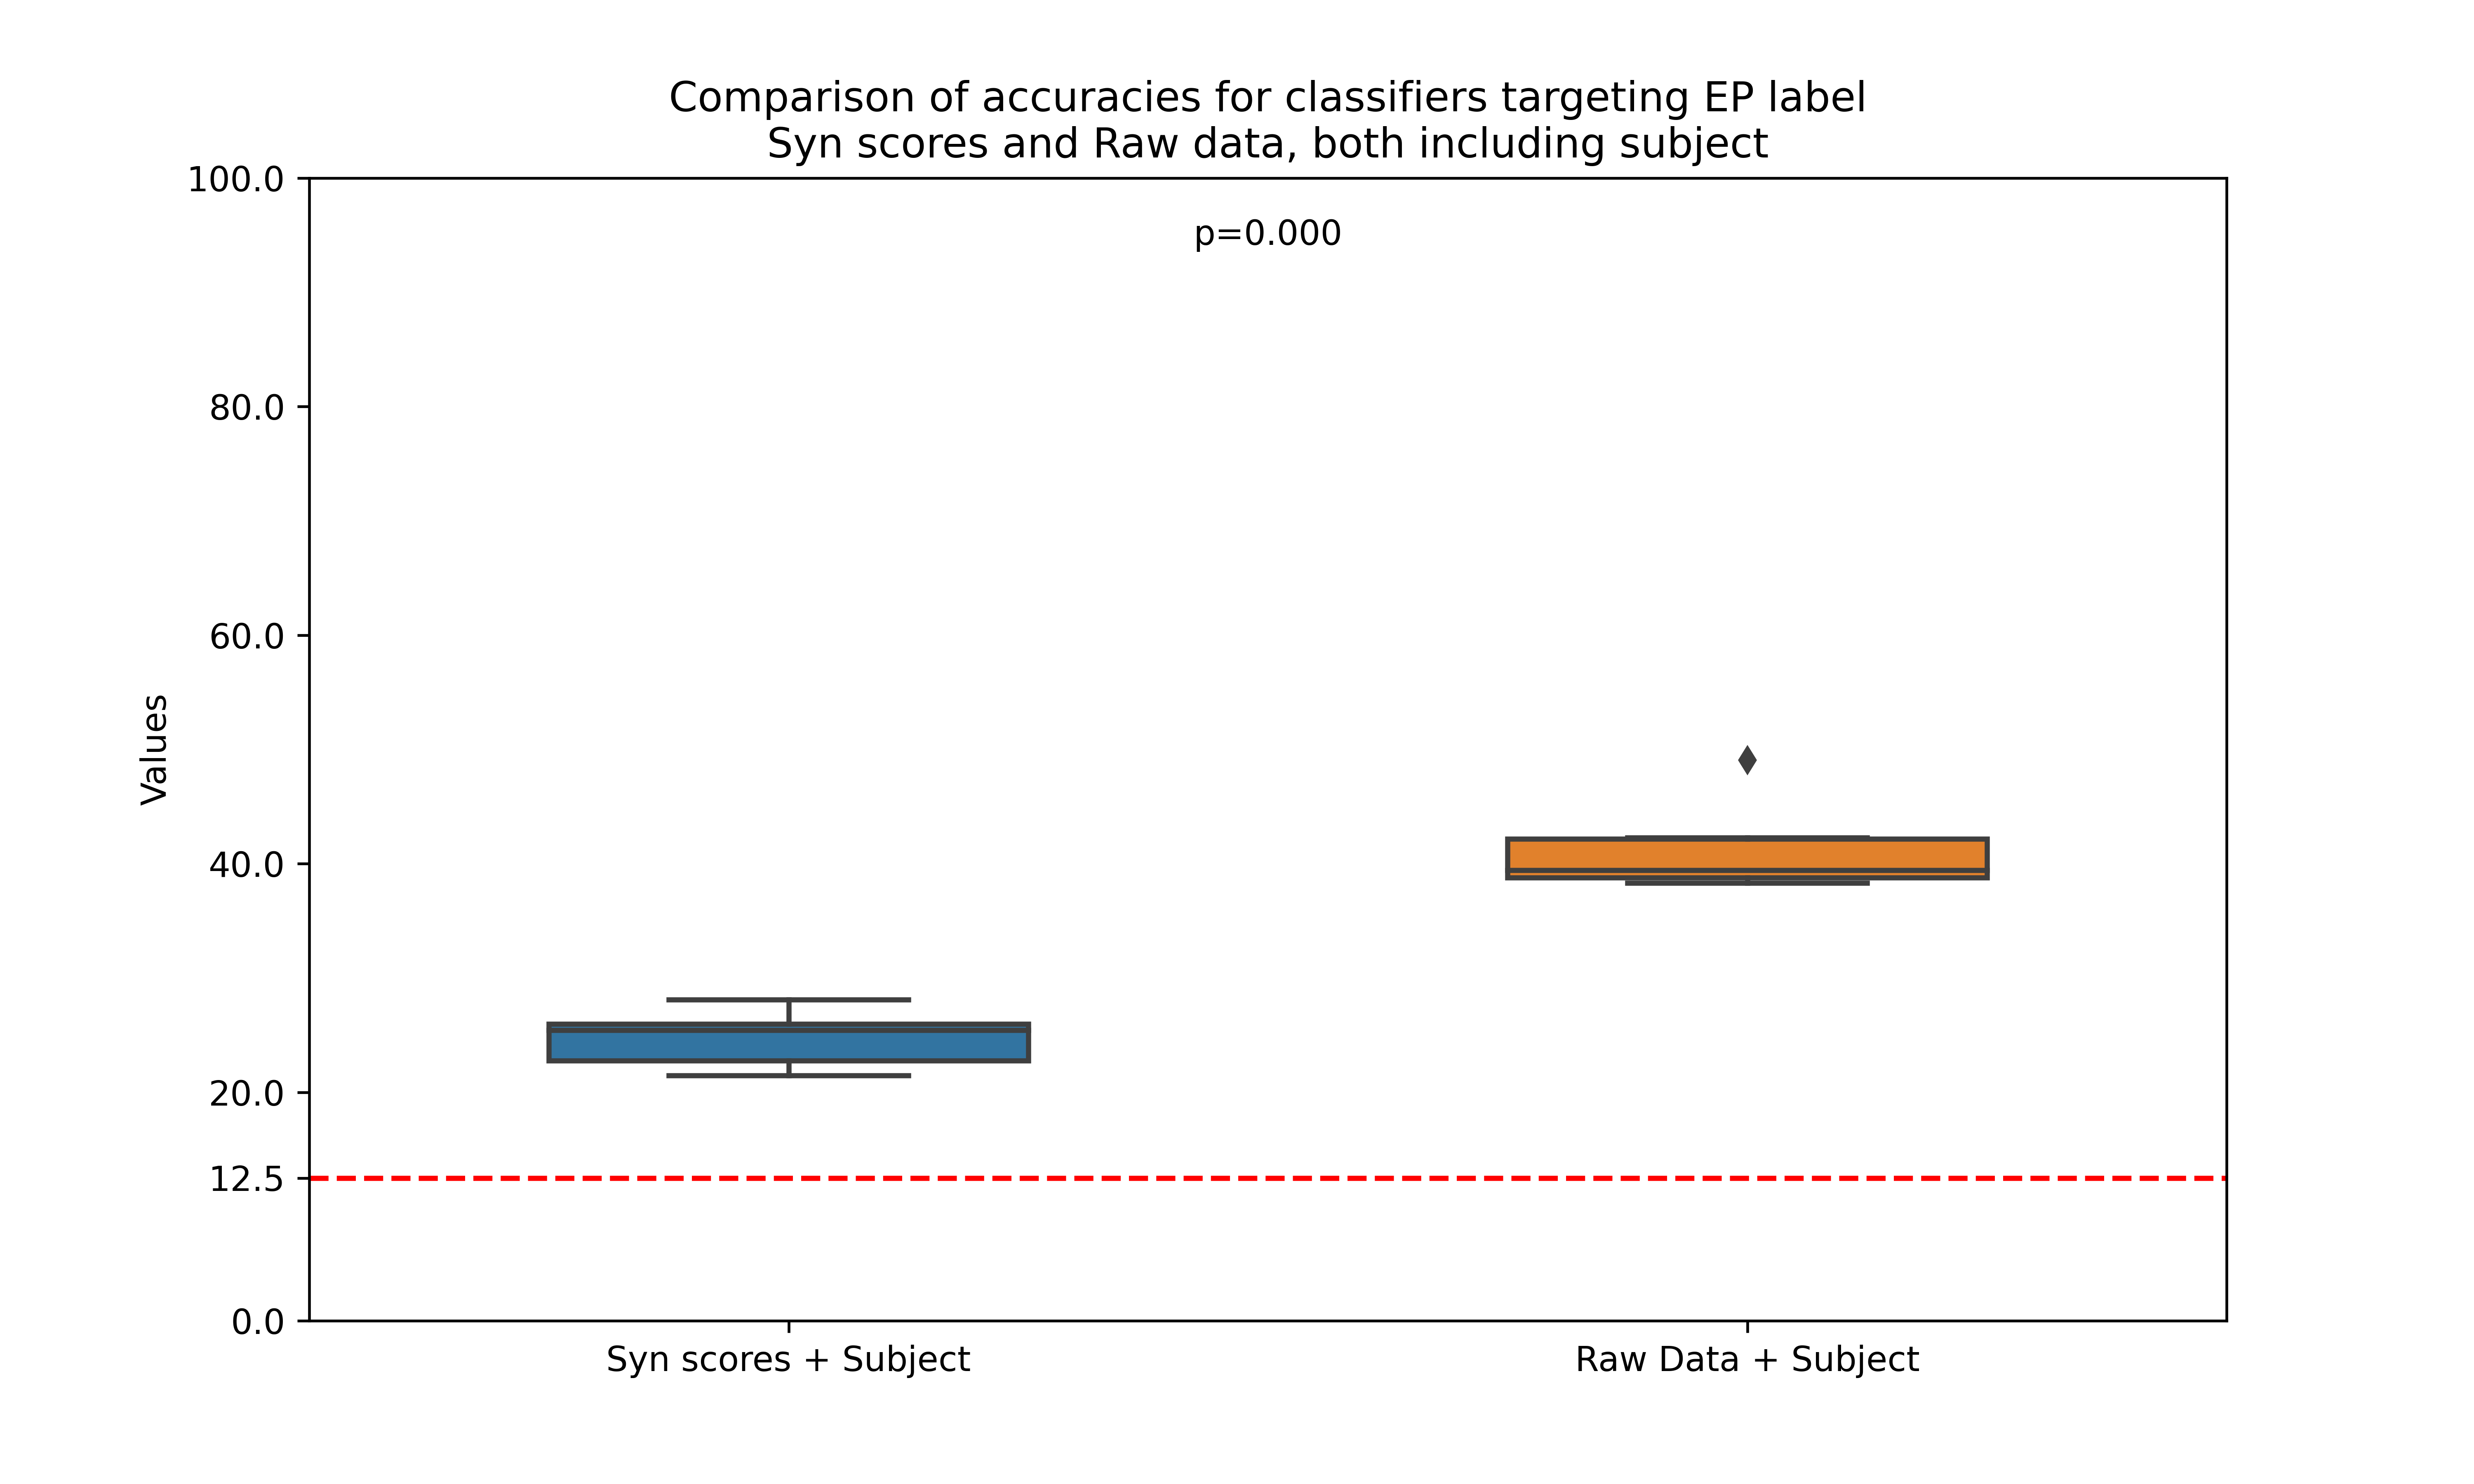 Comparison of accuracies for classifiers targeting EP label
Syn scores and Raw data, both including subject
100.0
p=0.000
80.0
60.0
Values
40.0
20.0
12.5
0.0
Syn scores + Subject
Raw Data + Subject